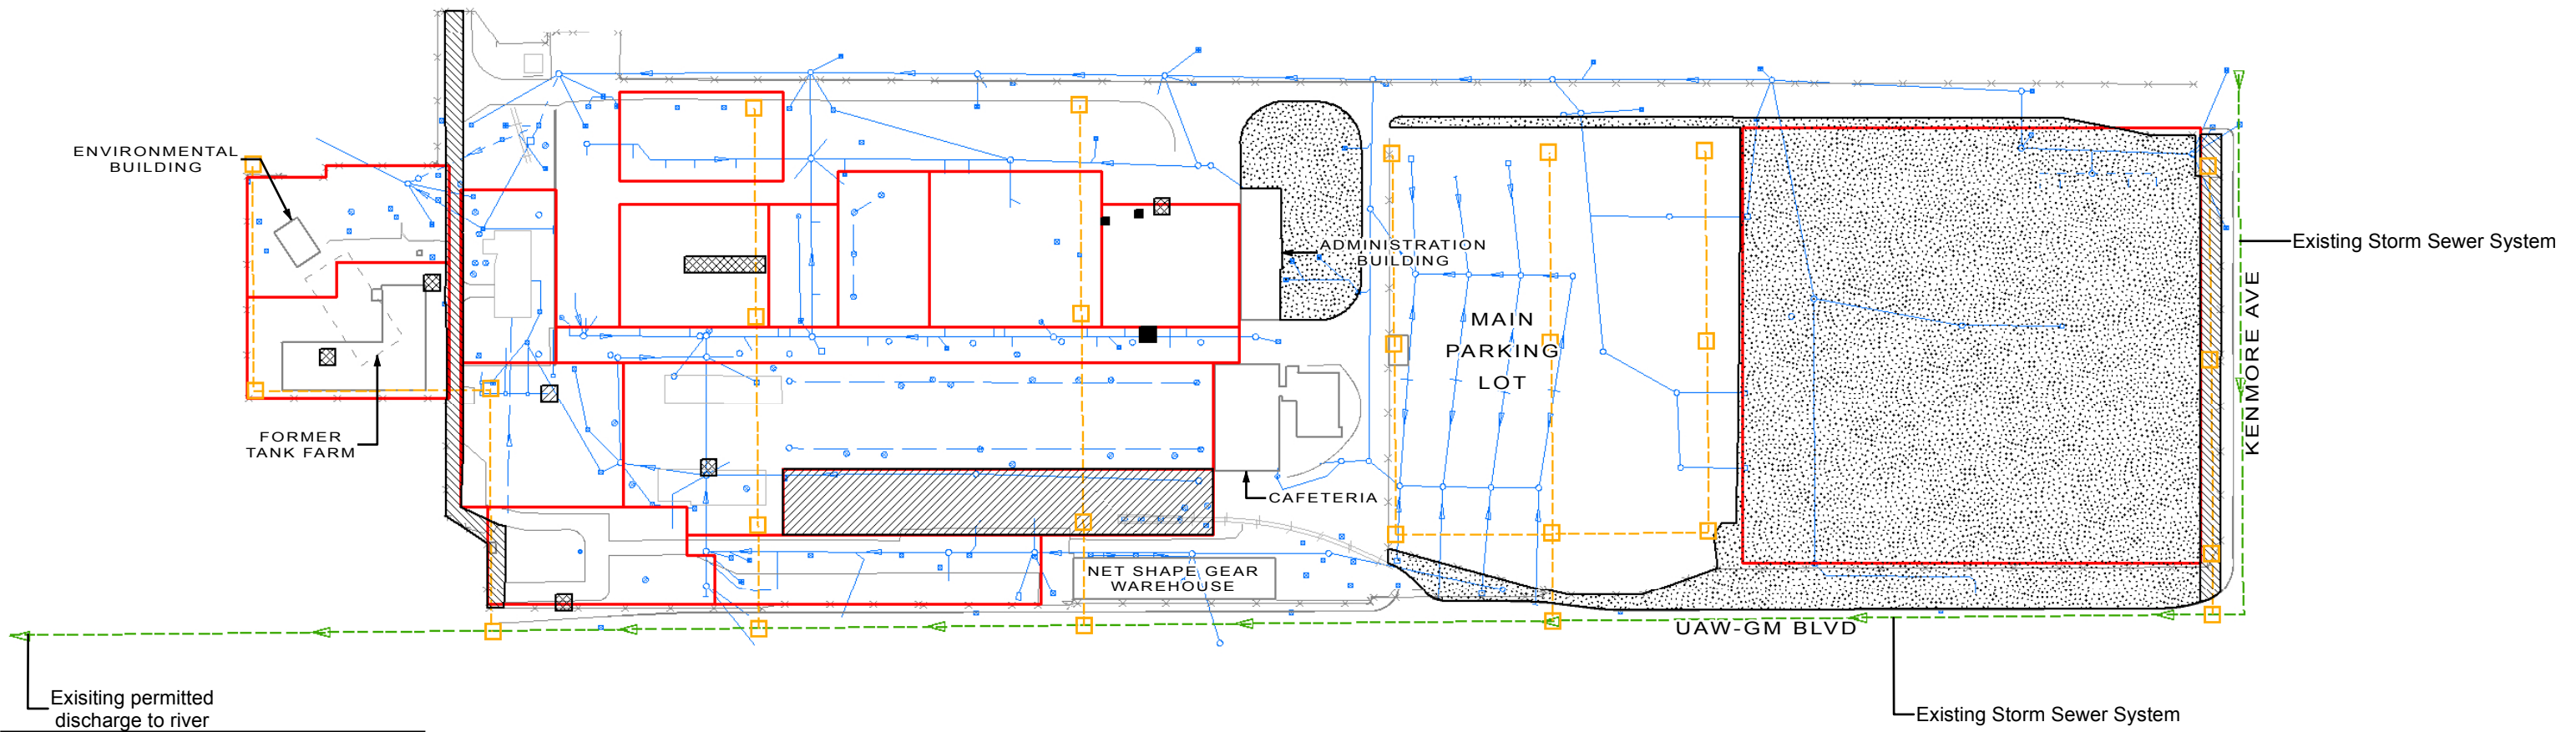 ENVIRONMENTAL
BUILDING
FORMER
TANK FARM
ADMINISTRATION
BUILDING
MAIN
PARKING
LOT
CAFETERIA
NET SHAPE GEAR
WAREHOUSE
KENMORE AVE
Existing Storm Sewer System
UAW-GM BLVD
Exisiting permitted
discharge to river
Existing Storm Sewer System